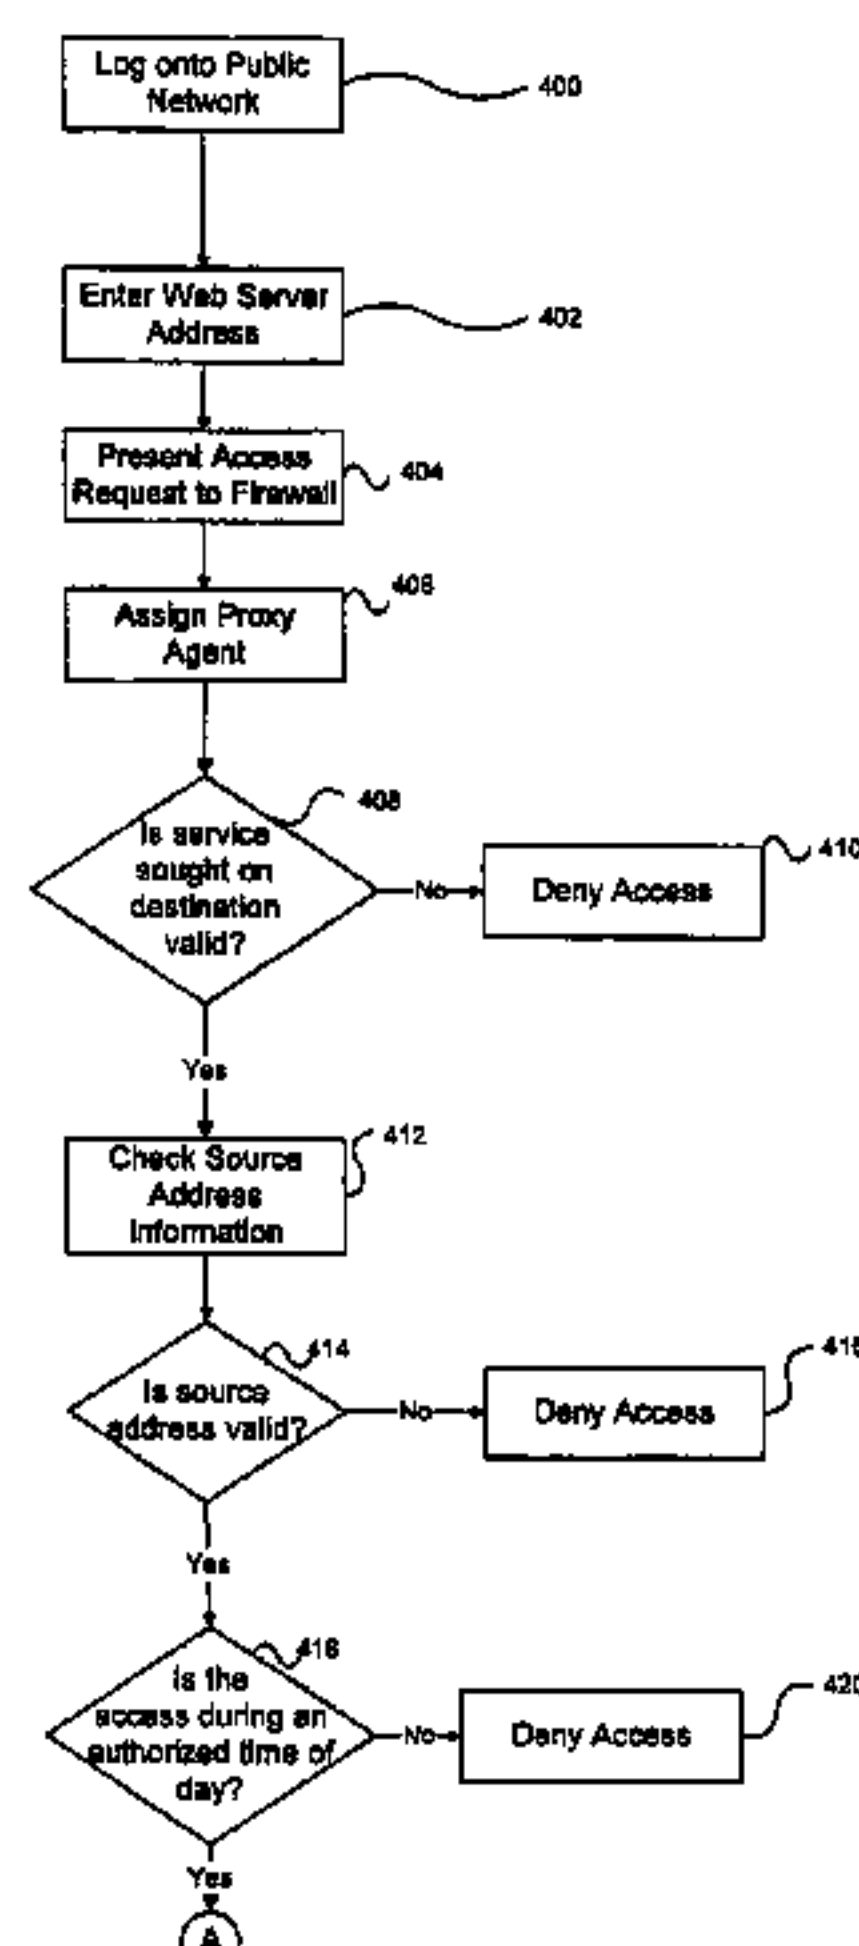 Log onto Public
Network
400
Enter Web Server
Address
402
Present Access
Request to Firewall
404
Assign Proxy
Agent
406
Is service
sought on
destination
valid?
408
No
Deny Access
410
Yes
Check Source
Address
Information
412
Is source
address valid?
414
No
Deny Access
416
Yes
Is the
access during an
authorized time of
day?
418
No
Deny Access
420
Yes
A